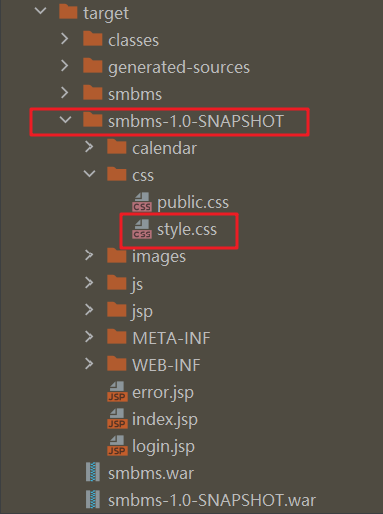 target
classes
generated-sources
smbms
smbms-1.0-SNAPSHOT
calendar
css
CSS public.css
CSS style.css
images
js
jsp
META-INF
WEB-INF
JSP error.jsp
JSP index.jsp
JSP login.jsp
smbms.war
smbms-1.0-SNAPSHOT.war